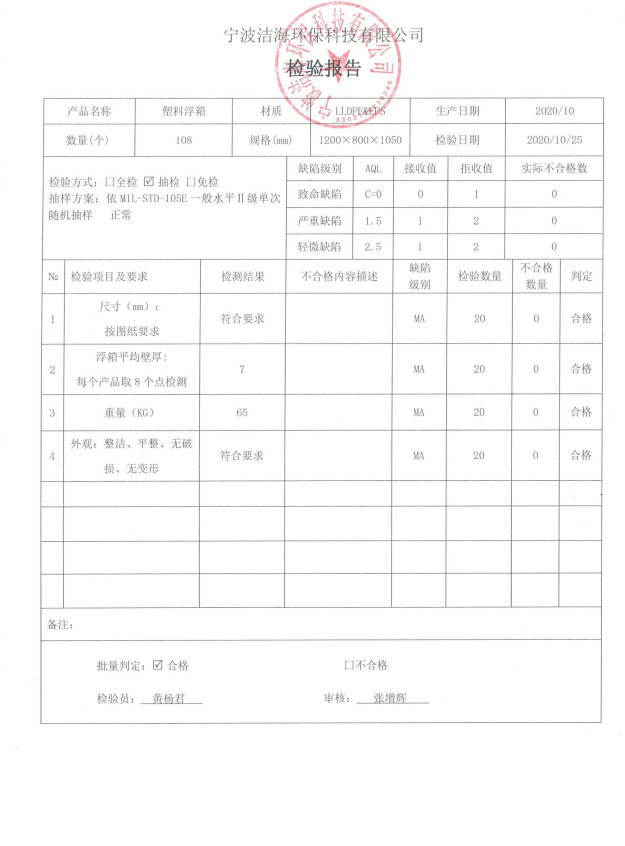 宁波洁海环保科技有限公司
检验报告
产品名称 塑料浮箱 材质 LLDPE&EPS 生产日期 2020/10
数量(个) 108 规格(mm) 1200×800×1050 检验日期 2020/10/25
检验方式：☐全检 ☑ 抽检 ☐免检
抽样方案：依 MIL-STD-105E 一般水平Ⅱ级单次
随机抽样 正常
缺陷级别 AQL 接收值 拒收值 实际不合格数
致命缺陷 C=0 0 1 0
严重缺陷 1.5 1 2 0
轻微缺陷 2.5 1 2 0
№ 检验项目及要求 检测结果 不合格内容描述 缺陷级别 检验数量 不合格数量 判定
1 尺寸（mm）：按图纸要求 符合要求 MA 20 0 合格
2 浮箱平均壁厚：每个产品取 8 个点检测 7 MA 20 0 合格
3 重量（KG） 65 MA 20 0 合格
4 外观：整洁、平整、无破损、无变形 符合要求 MA 20 0 合格
备注：
批量判定：☑ 合格 ☐不合格
检验员：黄杨君 审核：张增辉
宁波洁海环保科技有限公司